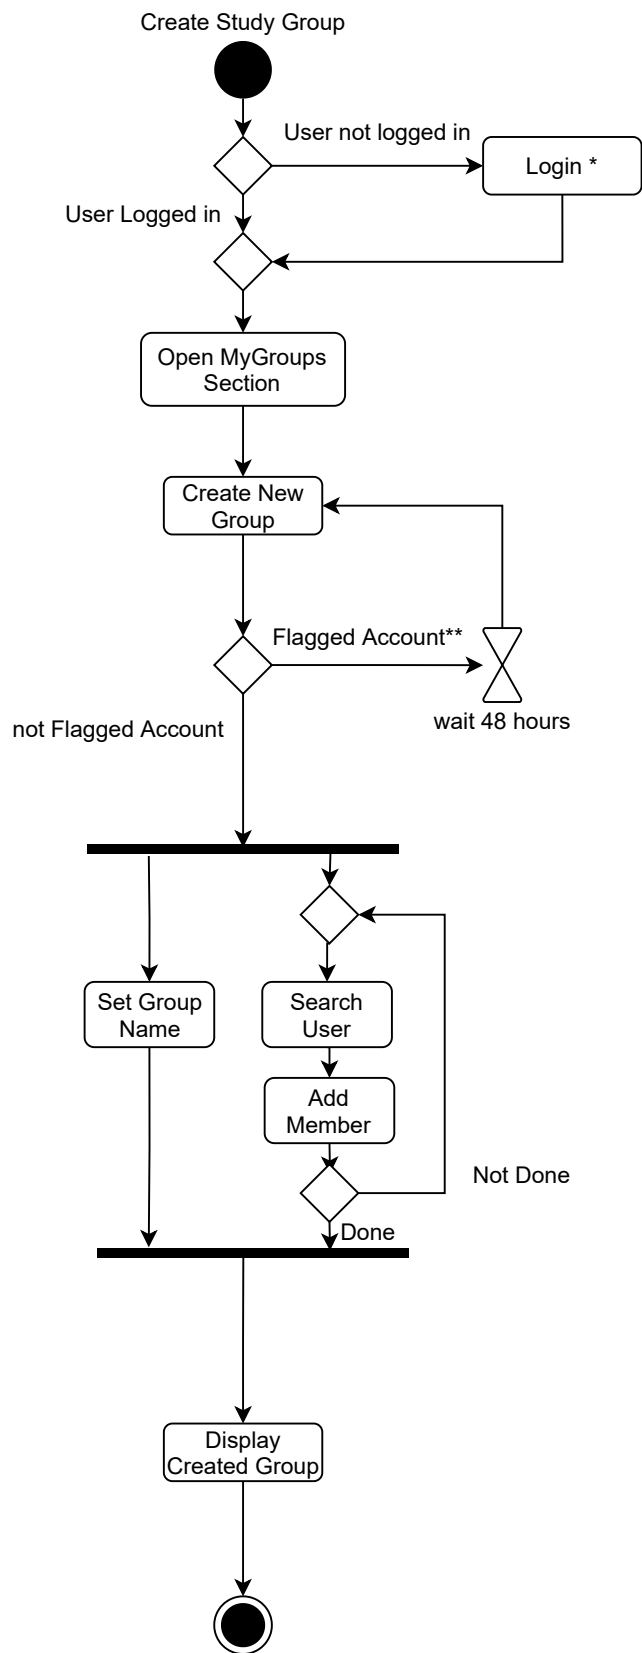 Create Study Group
User not logged in
Login *
User Logged in
Open MyGroups
Section
Create New
Group
Flagged Account**
wait 48 hours
not Flagged Account
Set Group
Name
Search
User
Add
Member
Not Done
Done
Display
Created Group